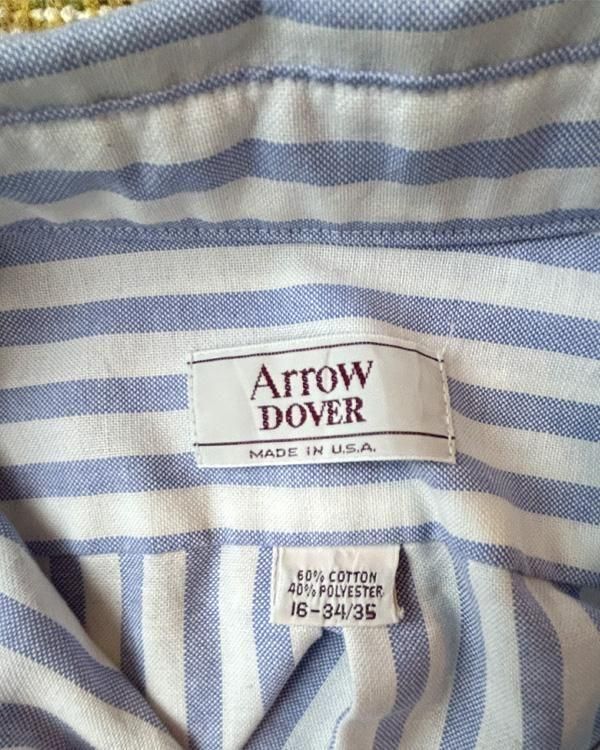 Arrow
DOVER
MADE IN U.S.A.
60% COTTON
40% POLYESTER
16-34/35